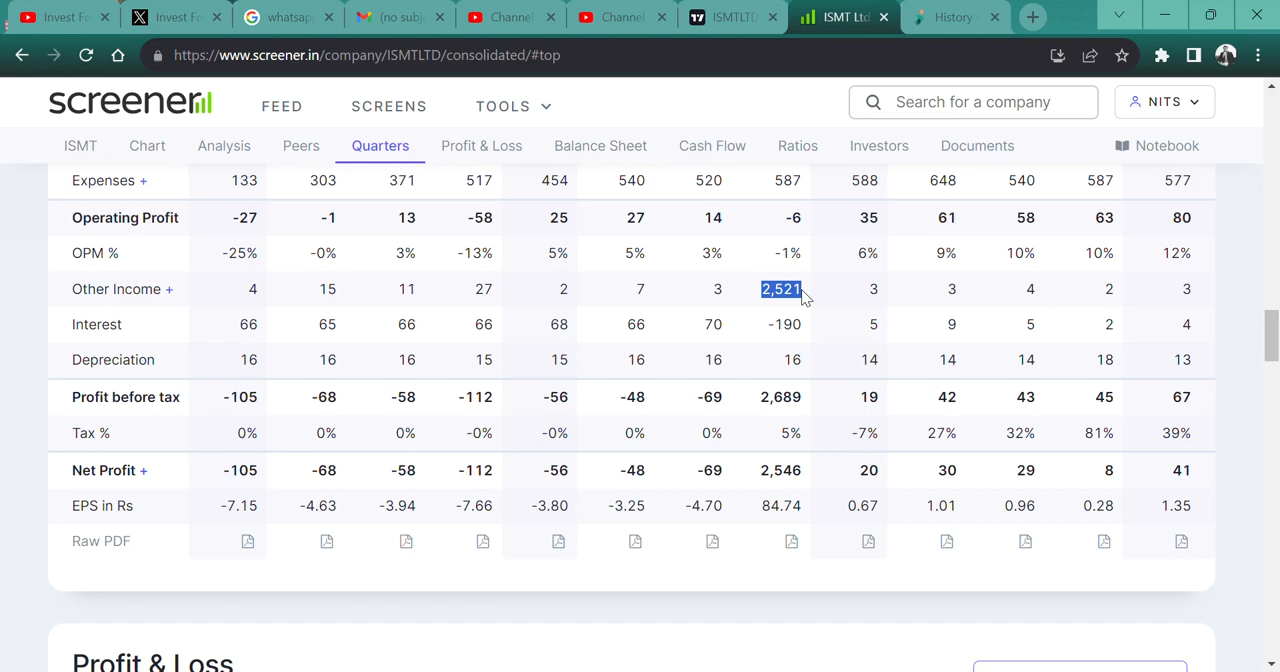 Invest Fo
Invest Fo
whatsap
(no subj
Channel
Channel
ISMTLTD
ISMT Ltd
History
https://www.screener.in/company/ISMTLTD/consolidated/#top
screener
FEED
SCREENS
TOOLS
Search for a company
NITS
ISMT
Chart
Analysis
Peers
Quarters
Profit & Loss
Balance Sheet
Cash Flow
Ratios
Investors
Documents
Notebook
Expenses + 133 303 371 517 454 540 520 587 588 648 540 587 577
Operating Profit -27 -1 13 -58 25 27 14 -6 35 61 58 63 80
OPM % -25% -0% 3% -13% 5% 5% 3% -1% 6% 9% 10% 10% 12%
Other Income + 4 15 11 27 2 7 3 2,521 3 3 4 2 3
Interest 66 65 66 66 68 66 70 -190 5 9 5 2 4
Depreciation 16 16 16 15 15 16 16 16 14 14 14 18 13
Profit before tax -105 -68 -58 -112 -56 -48 -69 2,689 19 42 43 45 67
Tax % 0% 0% 0% -0% -0% 0% 0% 5% -7% 27% 32% 81% 39%
Net Profit + -105 -68 -58 -112 -56 -48 -69 2,546 20 30 29 8 41
EPS in Rs -7.15 -4.63 -3.94 -7.66 -3.80 -3.25 -4.70 84.74 0.67 1.01 0.96 0.28 1.35
Raw PDF
Profit & Loss